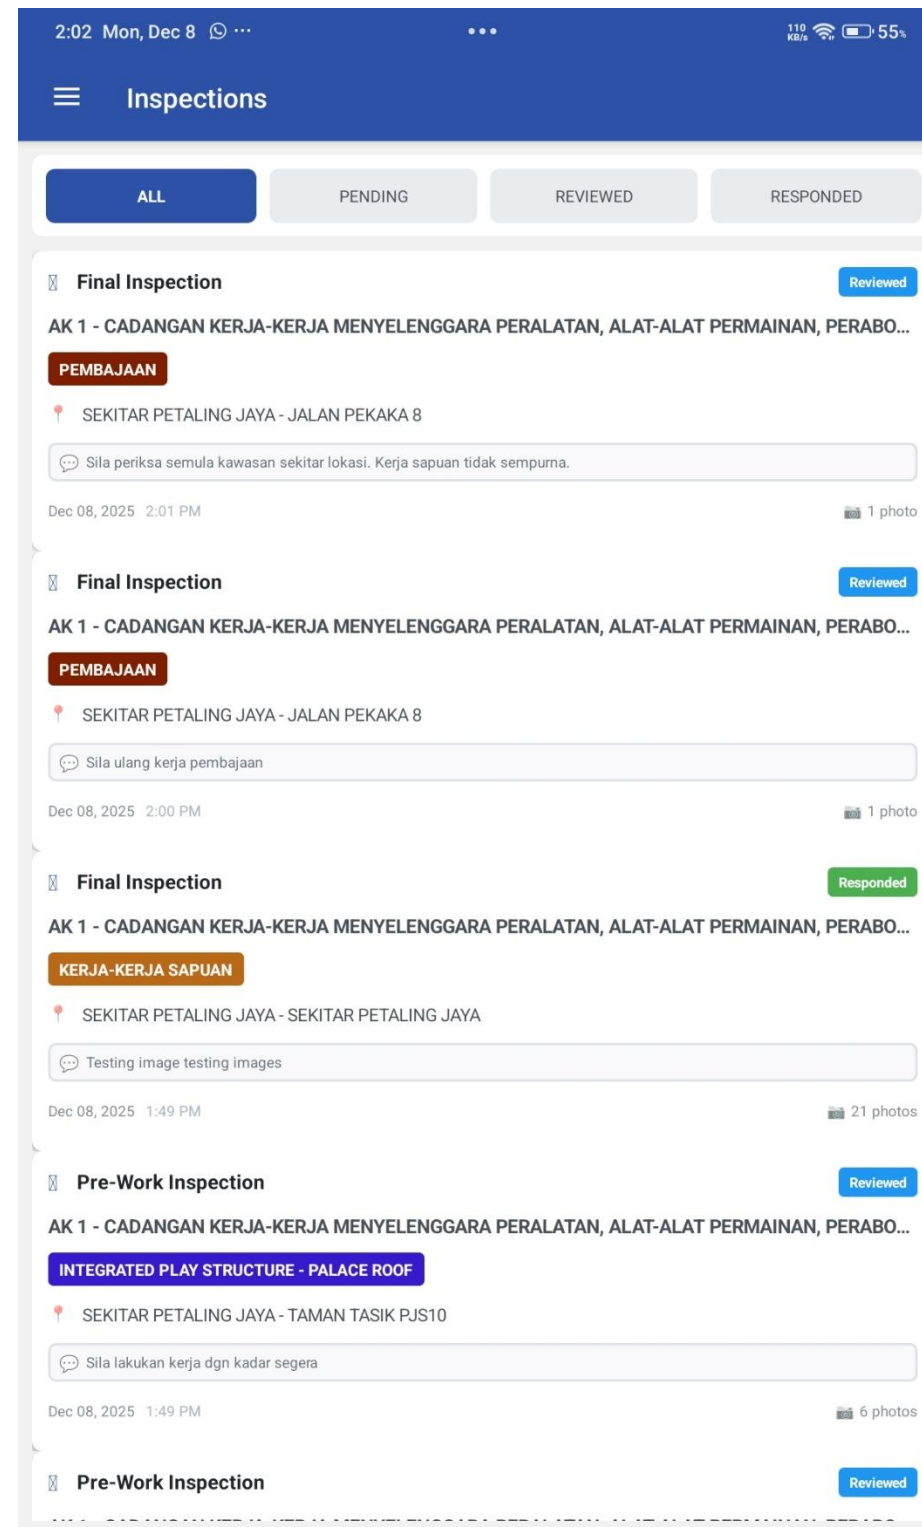 2:02 Mon, Dec 8
110 KB/s 55%
Inspections
ALL PENDING REVIEWED RESPONDED
Final Inspection Reviewed
AK 1 - CADANGAN KERJA-KERJA MENYELENGGARA PERALATAN, ALAT-ALAT PERMAINAN, PERABO...
PEMBAJAAN
SEKITAR PETALING JAYA - JALAN PEKAKA 8
Sila periksa semula kawasan sekitar lokasi. Kerja sapuan tidak sempurna.
Dec 08, 2025 2:01 PM 1 photo
Final Inspection Reviewed
AK 1 - CADANGAN KERJA-KERJA MENYELENGGARA PERALATAN, ALAT-ALAT PERMAINAN, PERABO...
PEMBAJAAN
SEKITAR PETALING JAYA - JALAN PEKAKA 8
Sila ulang kerja pembajaan
Dec 08, 2025 2:00 PM 1 photo
Final Inspection Responded
AK 1 - CADANGAN KERJA-KERJA MENYELENGGARA PERALATAN, ALAT-ALAT PERMAINAN, PERABO...
KERJA-KERJA SAPUAN
SEKITAR PETALING JAYA - SEKITAR PETALING JAYA
Testing image testing images
Dec 08, 2025 1:49 PM 21 photos
Pre-Work Inspection Reviewed
AK 1 - CADANGAN KERJA-KERJA MENYELENGGARA PERALATAN, ALAT-ALAT PERMAINAN, PERABO...
INTEGRATED PLAY STRUCTURE - PALACE ROOF
SEKITAR PETALING JAYA - TAMAN TASIK PJS10
Sila lakukan kerja dgn kadar segera
Dec 08, 2025 1:49 PM 6 photos
Pre-Work Inspection Reviewed